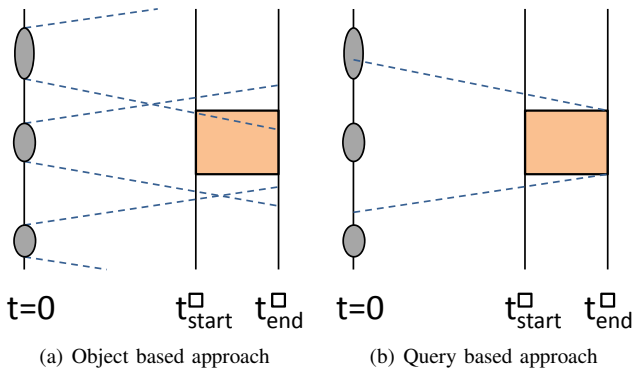 t=0 t□start t□end t=0 t□start t□end
(a) Object based approach (b) Query based approach